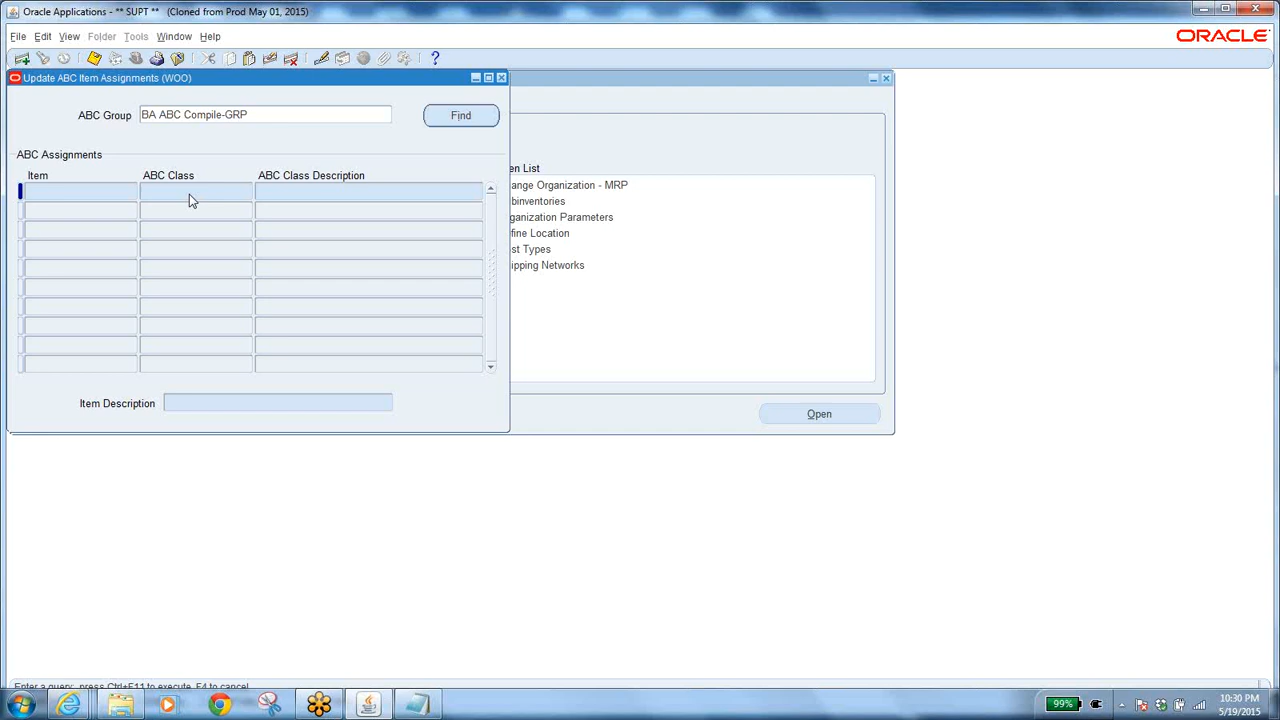 Oracle Applications - ** SUPT ** (Cloned from Prod May 01, 2015)
File Edit View Folder Tools Window Help
ORACLE
Update ABC Item Assignments (WOO)
ABC Group BA ABC Compile-GRP Find
ABC Assignments
Item ABC Class ABC Class Description
Item Description
en List
ange Organization - MRP
binventories
ganization Parameters
fine Location
st Types
ipping Networks
Open
Enter a query; press Ctrl+F11 to execute, F4 to cancel.
99%
10:30 PM
5/19/2015